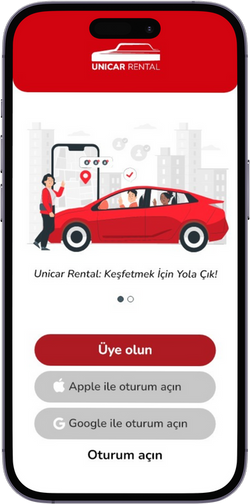 UNICAR RENTAL
Unicar Rental: Keşfetmek İçin Yola Çık!
Üye olun
Apple ile oturum açın
Google ile oturum açın
Oturum açın